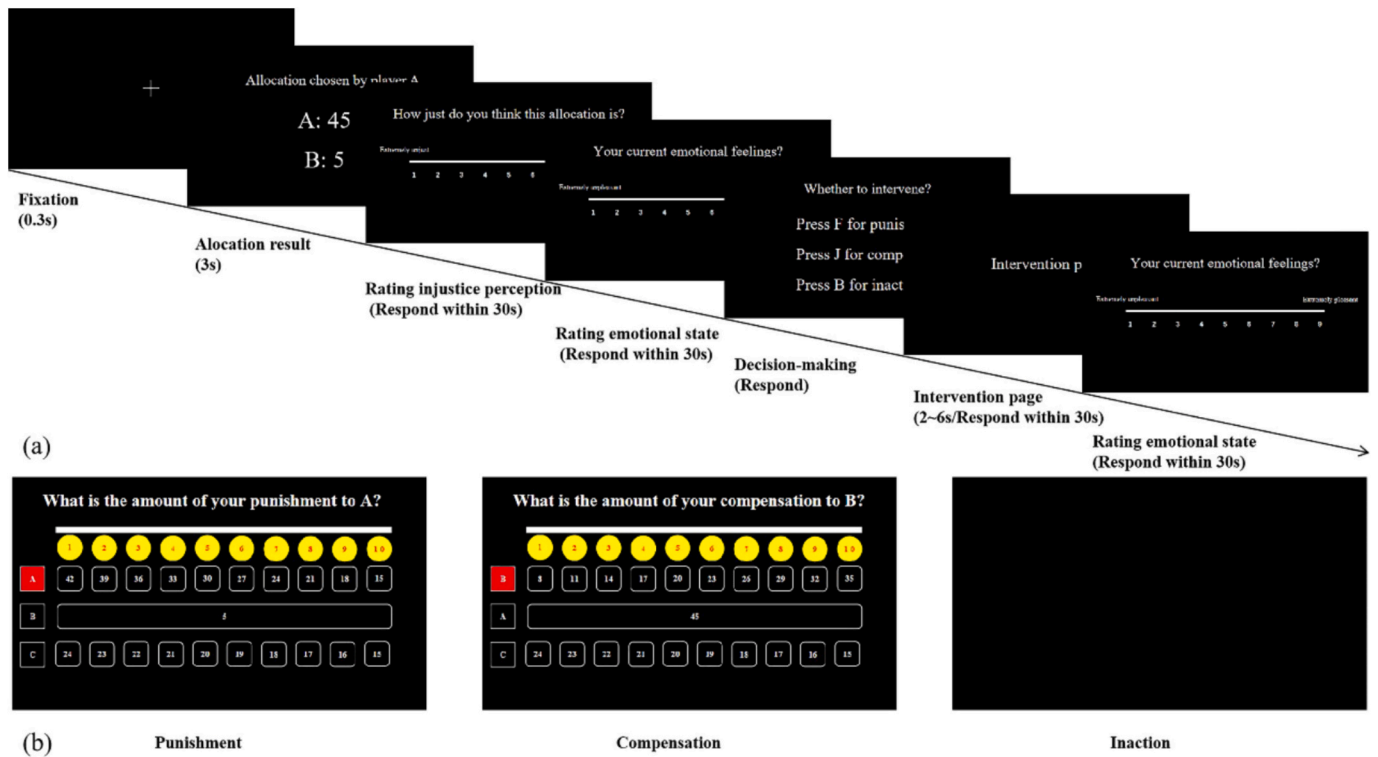 Allocation chosen by player A
A: 45
B: 5
How just do you think this allocation is?
Extremely unjust
1 2 3 4 5 6
Your current emotional feelings?
Extremely unpleasant
1 2 3 4 5 6
Whether to intervene?
Press F for punis
Press J for comp
Press B for inact
Intervention p
Your current emotional feelings?
Extremely unpleasant Extremely pleasant
1 2 3 4 5 6 7 8 9
Fixation
(0.3s)
Alocation result
(3s)
Rating injustice perception
(Respond within 30s)
Rating emotional state
(Respond within 30s)
Decision-making
(Respond)
Intervention page
(2~6s/Respond within 30s)
Rating emotional state
(Respond within 30s)
(a)
What is the amount of your punishment to A?
1 2 3 4 5 6 7 8 9 10
A 42 39 36 33 30 27 24 21 18 15
B 5
C 24 23 22 21 20 19 18 17 16 15
What is the amount of your compensation to B?
1 2 3 4 5 6 7 8 9 10
B 8 11 14 17 20 23 26 29 32 35
A 45
C 24 23 22 21 20 19 18 17 16 15
(b)
Punishment
Compensation
Inaction